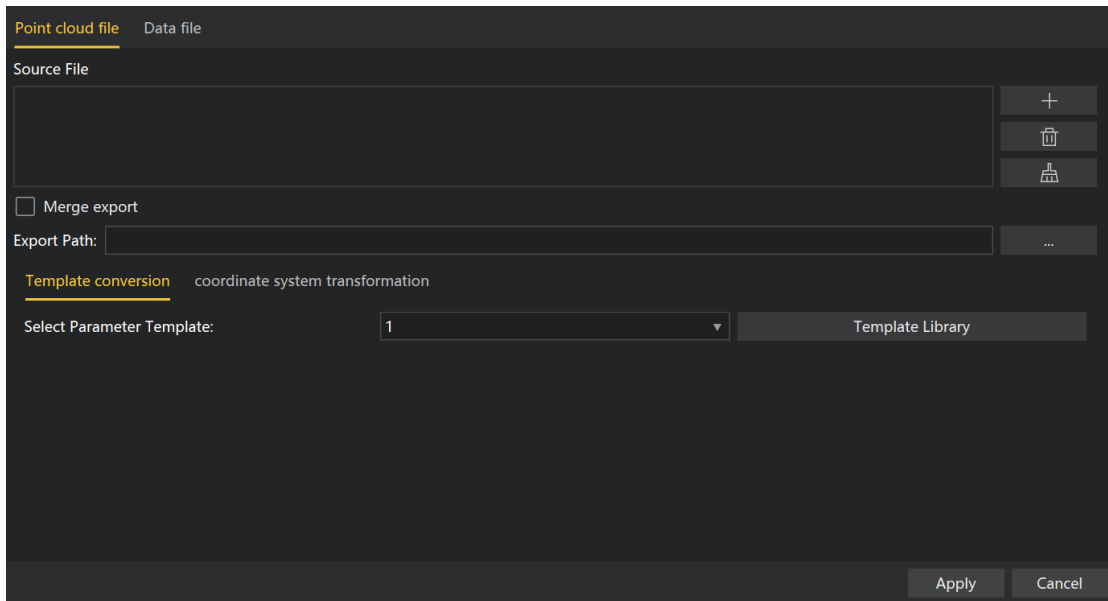 Point cloud file Data file
Source File
+
Merge export
Export Path: ...
Template conversion coordinate system transformation
Select Parameter Template: 1 Template Library
Apply Cancel